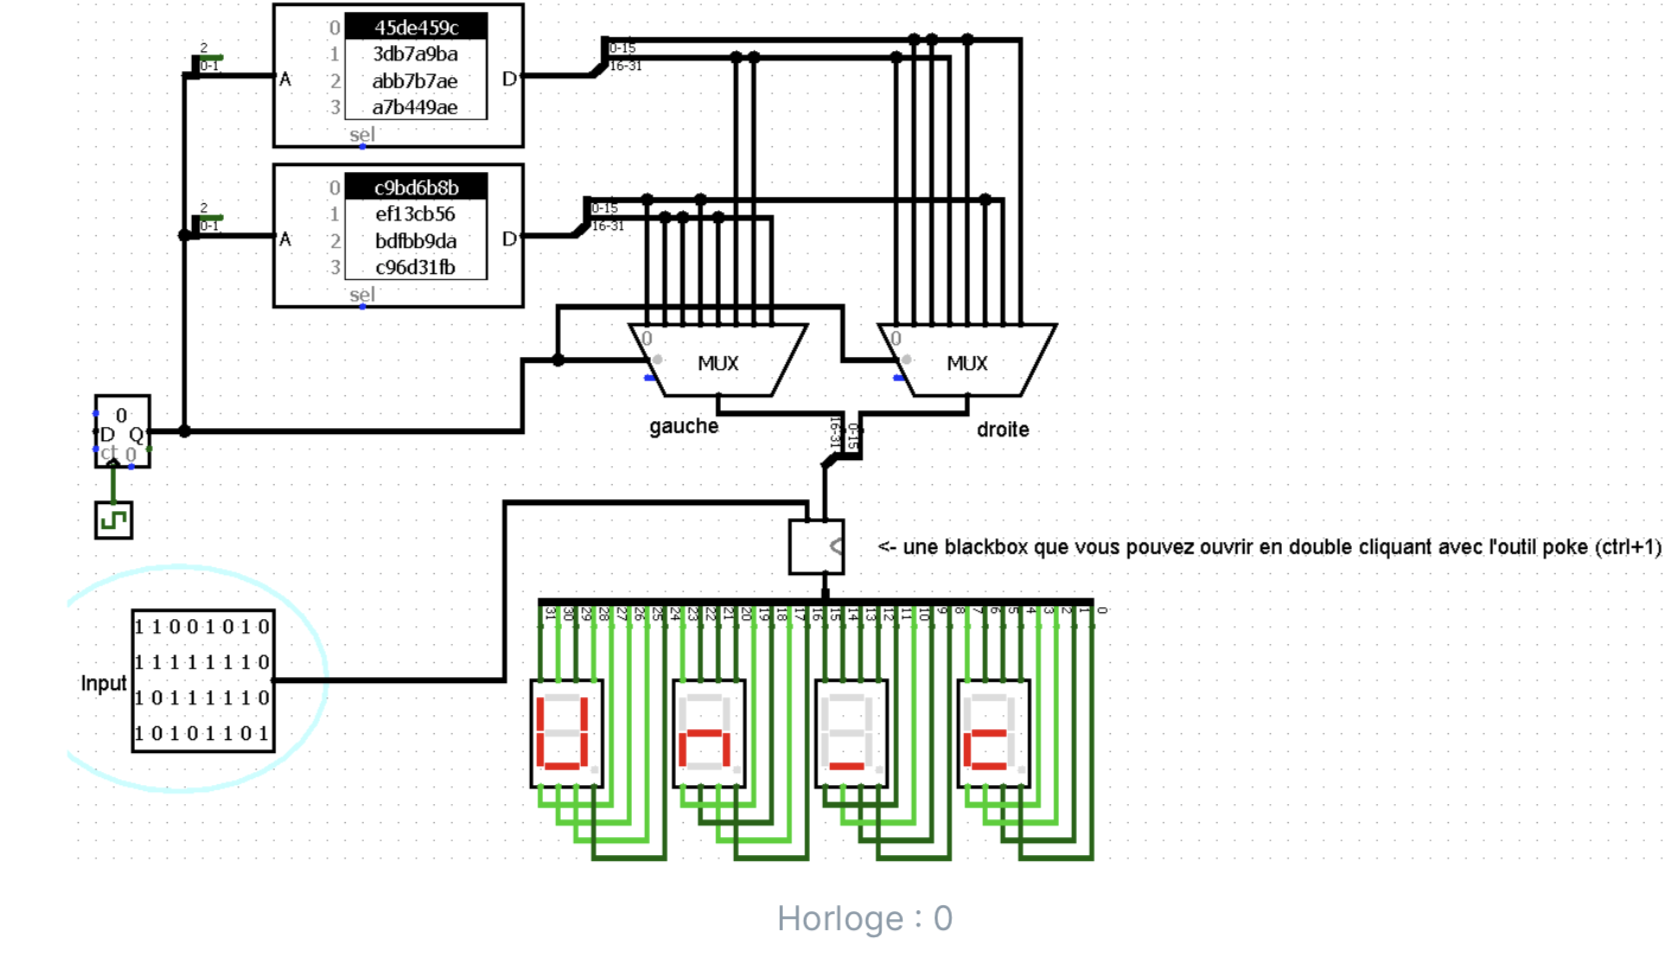 0 45de459c
1 3db7a9ba
2 abb7b7ae
3 a7b449ae
A
D
sel
2
0-1
0-15
16-31
0 c9bd6b8b
1 ef13cb56
2 bdfbb9da
3 c96d31fb
A
D
sel
2
0-1
0-15
16-31
0
MUX
0
MUX
gauche
droite
16-31
0-15
0
D Q
ct 0
<- une blackbox que vous pouvez ouvrir en double cliquant avec l'outil poke (ctrl+1)
31 30 29 28 27 26 25 24 23 22 21 20 19 18 17 16 15 14 13 12 11 10 9 8 7 6 5 4 3 2 1 0
Input
1 1 0 0 1 0 1 0
1 1 1 1 1 1 1 0
1 0 1 1 1 1 1 0
1 0 1 0 1 1 0 1
Horloge : 0